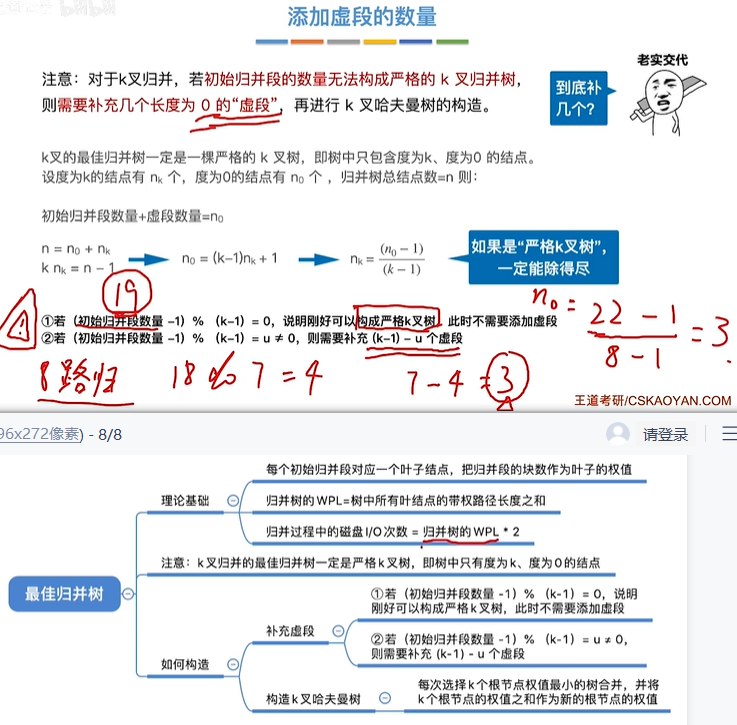 添加虚段的数量
注意：对于k叉归并，若初始归并段的数量无法构成严格的 k 叉归并树，
则需要补充几个长度为 0 的“虚段”，再进行 k 叉哈夫曼树的构造。
到底补
几个？
老实交代
k叉的最佳归并树一定是一棵严格的 k 叉树，即树中只包含度为k、度为0 的结点。
设度为k的结点有 nk 个，度为0的结点有 n0 个 ，归并树总结点数=n 则：
初始归并段数量+虚段数量=n0
n = n0 + nk
k nk = n − 1
n0 = (k−1)nk + 1
nk = (n0 − 1)
(k − 1)
如果是“严格k叉树”，
一定能除得尽
19
①若（初始归并段数量 -1）% （k-1）= 0，说明刚好可以构成严格k叉树，此时不需要添加虚段
②若（初始归并段数量 -1）% （k-1）= u ≠ 0，则需要补充 (k-1) − u 个虚段
n0 = 22 - 1
8 - 1
= 3
8路归
18 % 7 = 4
7 - 4 = 3
王道考研/CSKAOYAN.COM
96x272像素) - 8/8
请登录
最佳归并树
理论基础
每个初始归并段对应一个叶子结点，把归并段的块数作为叶子的权值
归并树的WPL=树中所有叶结点的带权路径长度之和
归并过程中的磁盘I/O次数 = 归并树的WPL * 2
注意：k叉归并的最佳归并树一定是严格k叉树，即树中只有度为k、度为0的结点
如何构造
补充虚段
①若（初始归并段数量 -1）% （k-1）= 0，说明
刚好可以构成严格k叉树，此时不需要添加虚段
②若（初始归并段数量 -1）% （k-1）= u ≠ 0，
则需要补充 (k-1) - u 个虚段
构造k叉哈夫曼树
每次选择k个根节点权值最小的树合并，并将
k个根节点的权值之和作为新的根节点的权值